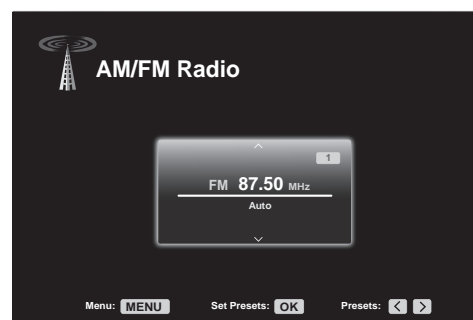 AM/FM Radio
1
FM 87.50 MHz
Auto
Menu: MENU Set Presets: OK Presets: < >